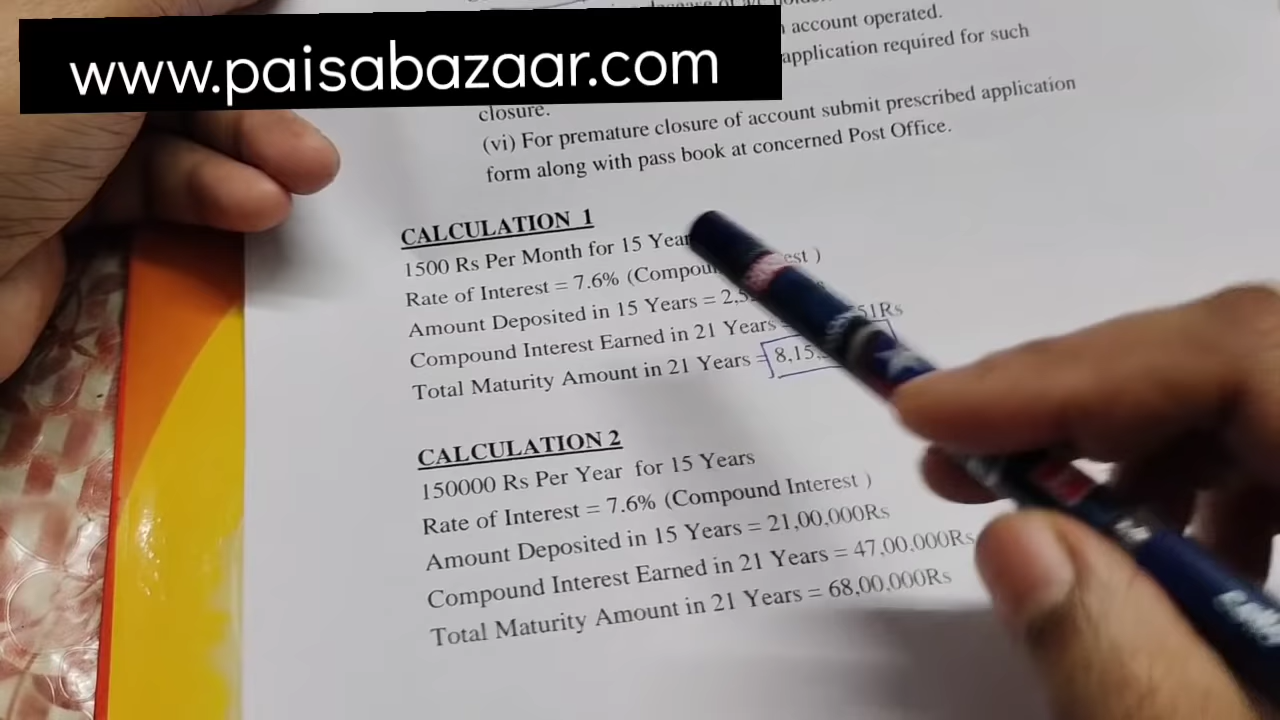 www.paisabazaar.com
account operated.
application required for such
closure.
(vi) For premature closure of account submit prescribed application
form along with pass book at concerned Post Office.
CALCULATION 1
1500 Rs Per Month for 15
Rate of Interest = 7.6%
Amount Deposited in 15 Years =
Compound Interest Earned in 21 Years
Total Maturity Amount in 21 Years =
CALCULATION 2
150000 Rs Per Year for 15 Years
Rate of Interest = 7.6% (Compound Interest )
Amount Deposited in 15 Years = 21,00,000Rs
Compound Interest Earned in 21 Years = 47,00,000Rs
Total Maturity Amount in 21 Years = 68,00,000Rs